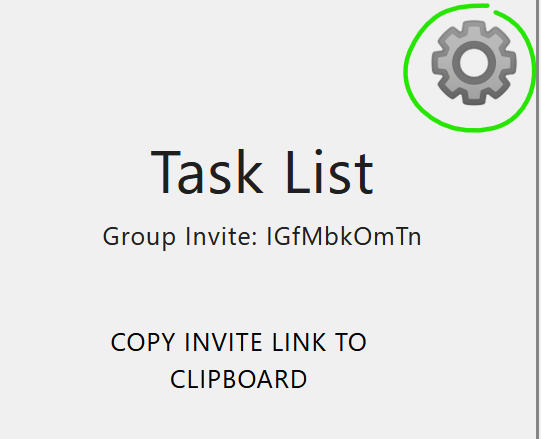 Task List
Group Invite: IGfMbkOmTn
COPY INVITE LINK TO
CLIPBOARD